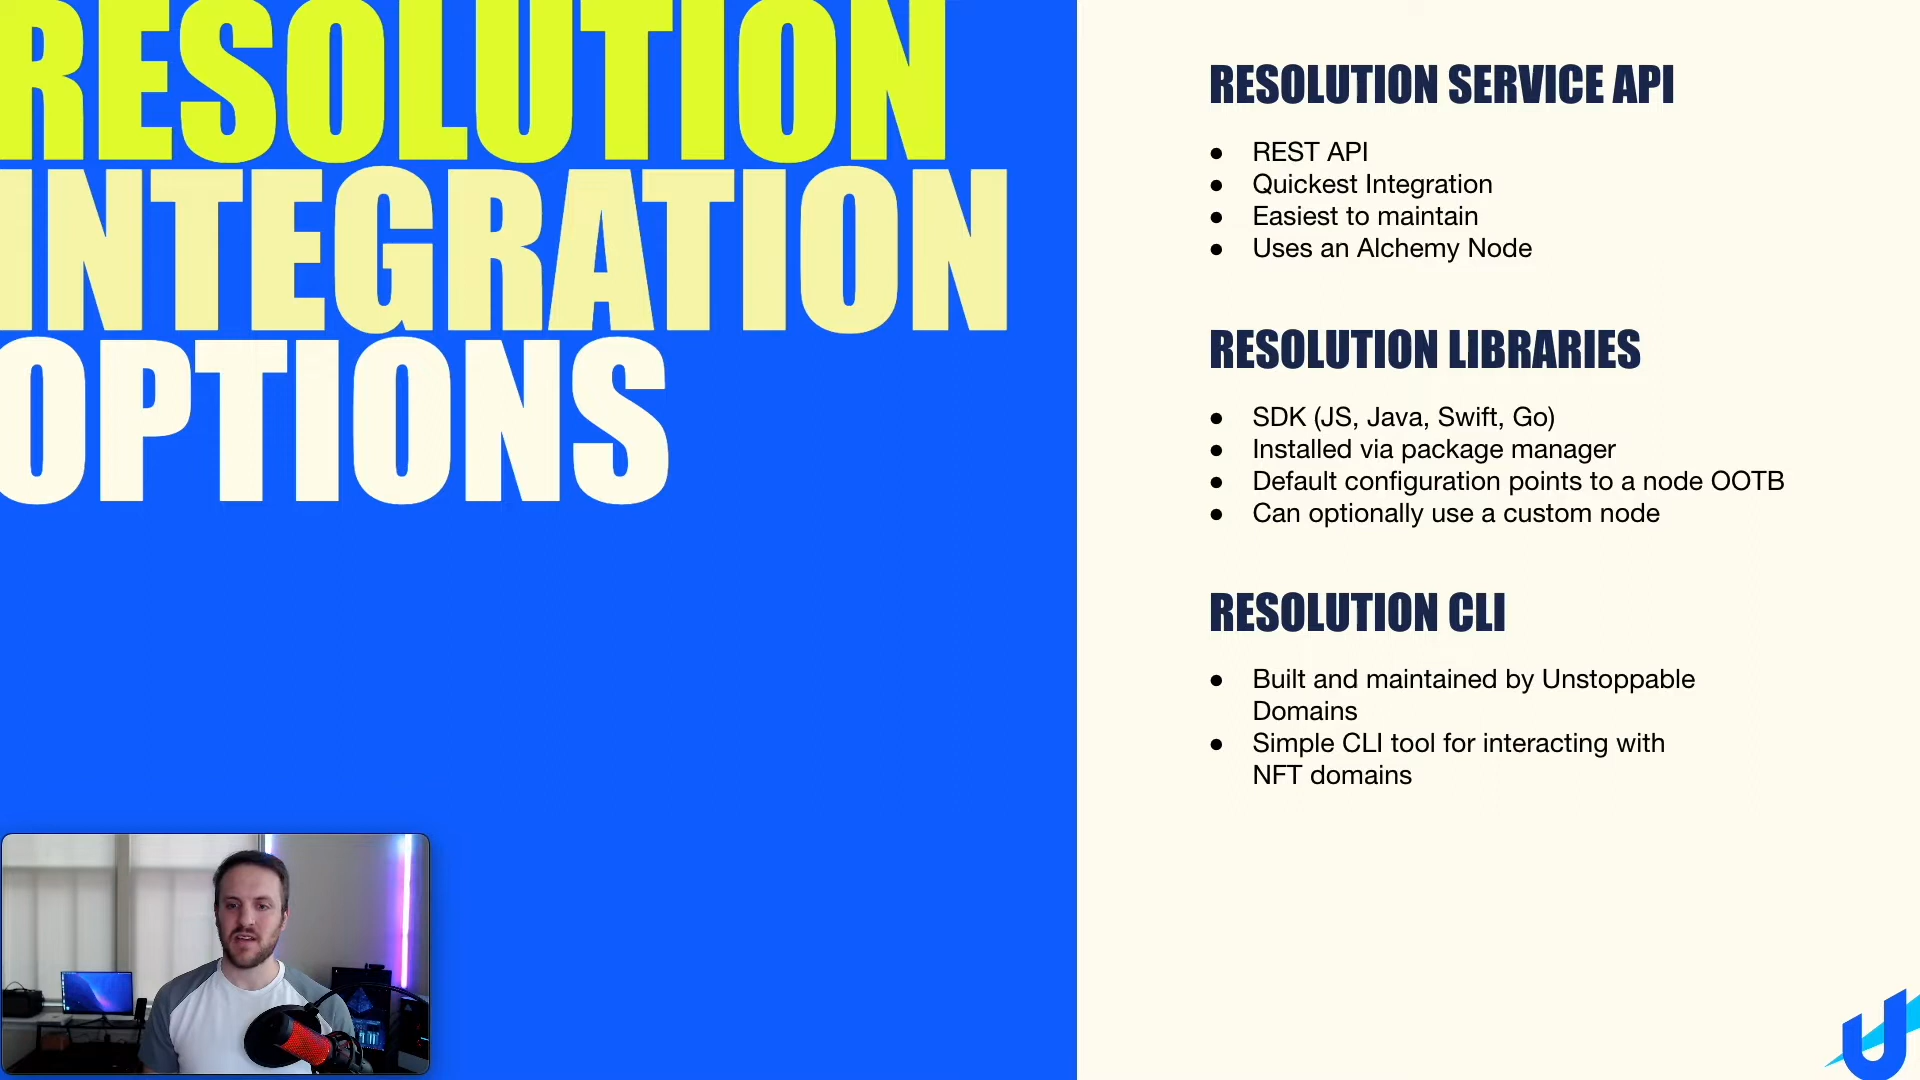 RESOLUTION
INTEGRATION
OPTIONS
RESOLUTION SERVICE API
● REST API
● Quickest Integration
● Easiest to maintain
● Uses an Alchemy Node
RESOLUTION LIBRARIES
● SDK (JS, Java, Swift, Go)
● Installed via package manager
● Default configuration points to a node OOTB
● Can optionally use a custom node
RESOLUTION CLI
● Built and maintained by Unstoppable
Domains
● Simple CLI tool for interacting with
NFT domains